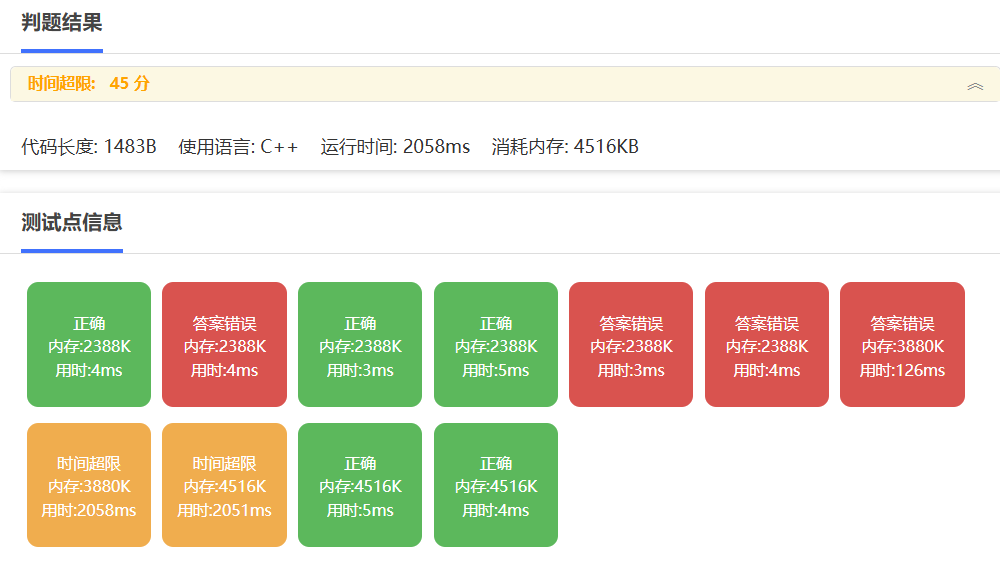 判题结果
时间超限: 45 分
代码长度: 1483B 使用语言: C++ 运行时间: 2058ms 消耗内存: 4516KB
测试点信息
正确
内存:2388K
用时:4ms
答案错误
内存:2388K
用时:4ms
正确
内存:2388K
用时:3ms
正确
内存:2388K
用时:5ms
答案错误
内存:2388K
用时:3ms
答案错误
内存:2388K
用时:4ms
答案错误
内存:3880K
用时:126ms
时间超限
内存:3880K
用时:2058ms
时间超限
内存:4516K
用时:2051ms
正确
内存:4516K
用时:5ms
正确
内存:4516K
用时:4ms